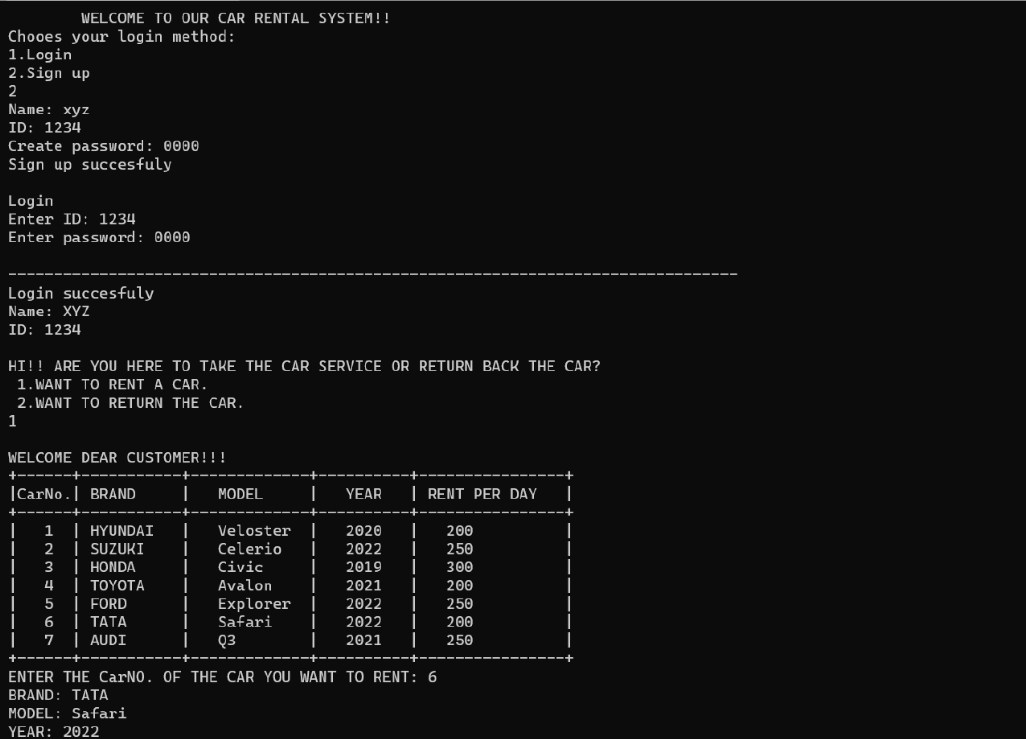 WELCOME TO OUR CAR RENTAL SYSTEM!!
Chooes your login method:
1.Login
2.Sign up
2
Name: xyz
ID: 1234
Create password: 0000
Sign up succesfuly
Login
Enter ID: 1234
Enter password: 0000
--------------------------------------------------------------------------------
Login succesfuly
Name: XYZ
ID: 1234
HI!! ARE YOU HERE TO TAKE THE CAR SERVICE OR RETURN BACK THE CAR?
1.WANT TO RENT A CAR.
2.WANT TO RETURN THE CAR.
1
WELCOME DEAR CUSTOMER!!!
+------+-----------+-------------+----------+----------------+
|CarNo.| BRAND     |   MODEL     |   YEAR   | RENT PER DAY   |
+------+-----------+-------------+----------+----------------+
|   1  | HYUNDAI   |   Veloster  |   2020   |   200          |
|   2  | SUZUKI    |   Celerio   |   2022   |   250          |
|   3  | HONDA     |   Civic     |   2019   |   300          |
|   4  | TOYOTA    |   Avalon    |   2021   |   200          |
|   5  | FORD      |   Explorer  |   2022   |   250          |
|   6  | TATA      |   Safari    |   2022   |   200          |
|   7  | AUDI      |   Q3        |   2021   |   250          |
+------+-----------+-------------+----------+----------------+
ENTER THE CarNO. OF THE CAR YOU WANT TO RENT: 6
BRAND: TATA
MODEL: Safari
YEAR: 2022